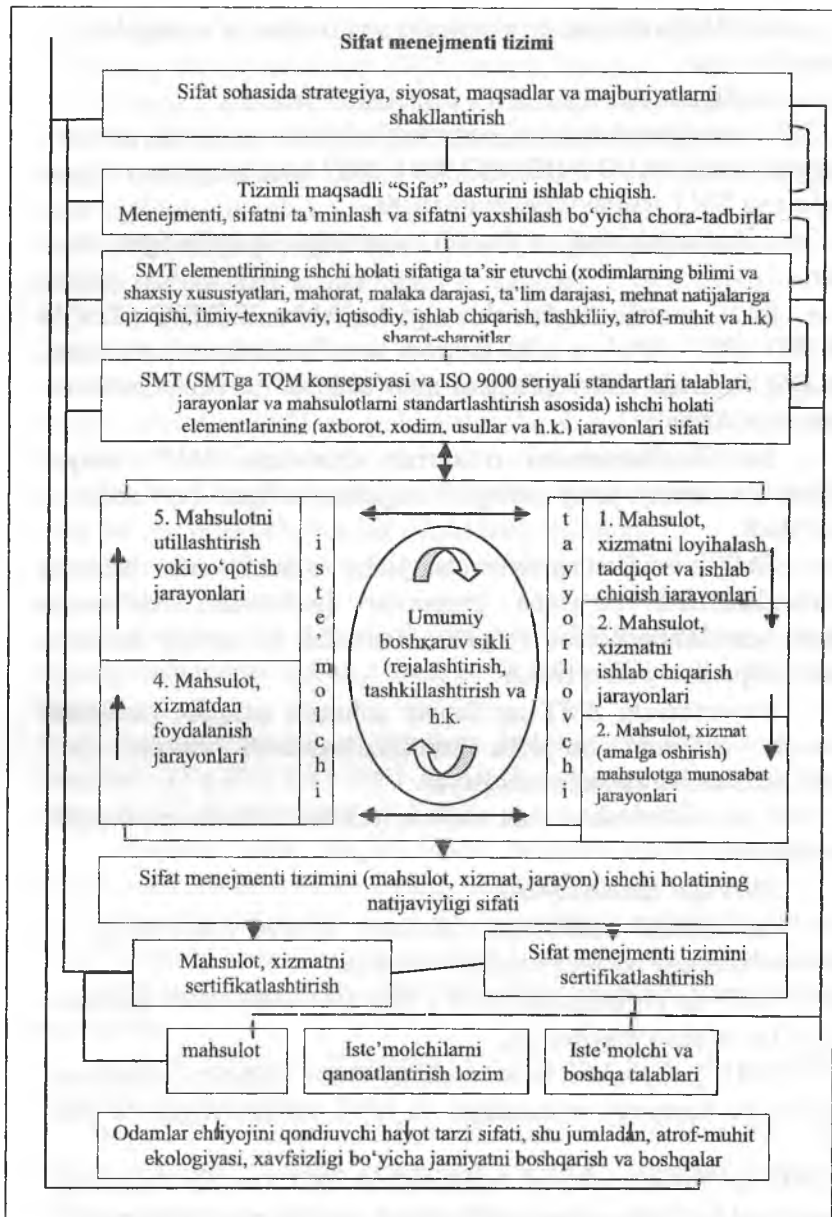 Sifat menejmenti tizimi
Sifat sohasida strategiya, siyosat, maqsadlar va majburiyatlarni
shakllantirish
Tizimli maqsadli “Sifat” dasturini ishlab chiqish.
Menejmenti, sifatni ta’minlash va sifatni yaxshilash bo‘yicha chora-tadbirlar
SMT elementlirining ishchi holati sifatiga ta’sir etuvchi (xodimlarning bilimi va
shaxsiy xususiyatlari, mahorat, malaka darajasi, ta’lim darajasi, mehnat natijalariga
qiziqishi, ilmiy-texnikaviy, iqtisodiy, ishlab chiqarish, tashkiliy, atrof-muhit va h.k)
sharot-sharoitlar
SMT (SMTga TQM konsepsiyasi va ISO 9000 seriyali standartlari talablari,
jarayonlar va mahsulotlarni standartlashtirish asosida) ishchi holati
elementlarining (axborot, xodim, usullar va h.k.) jarayonlari sifati
5. Mahsulotni
utilashtirish
yoki yo‘qotish
jarayonlari
4. Mahsulot,
xizmatdan
foydalanish
jarayonlari
i
s
t
e
’
m
o
l
c
h
i
Umumiy
boshqaruv sikli
(rejalashtirish,
tashkillashtirish va
h.k.
t
a
y
y
o
r
l
o
v
c
h
i
1. Mahsulot,
xizmatni loyihalash,
tadqiqot va ishlab
chiqish jarayonlari
2. Mahsulot,
xizmatni
ishlab chiqarish
jarayonlari
2. Mahsulot, xizmat
(amalga oshirish)
mahsulotga munosabat
jarayonlari
Sifat menejmenti tizimini (mahsulot, xizmat, jarayon) ishchi holatining
natijaviyligi sifati
Mahsulot, xizmatni
sertifikatlashtirish
Sifat menejmenti tizimini
sertifikatlashtirish
mahsulot
Iste’molchilarni
qanoatlantirish lozim
Iste’molchi va
boshqa talablari
Odamlar ehtiyojini qondiuvchi hayot tarzi sifati, shu jumladan, atrof-muhit
ekologiyasi, xavfsizligi bo‘yicha jamiyatni boshqarish va boshqalar